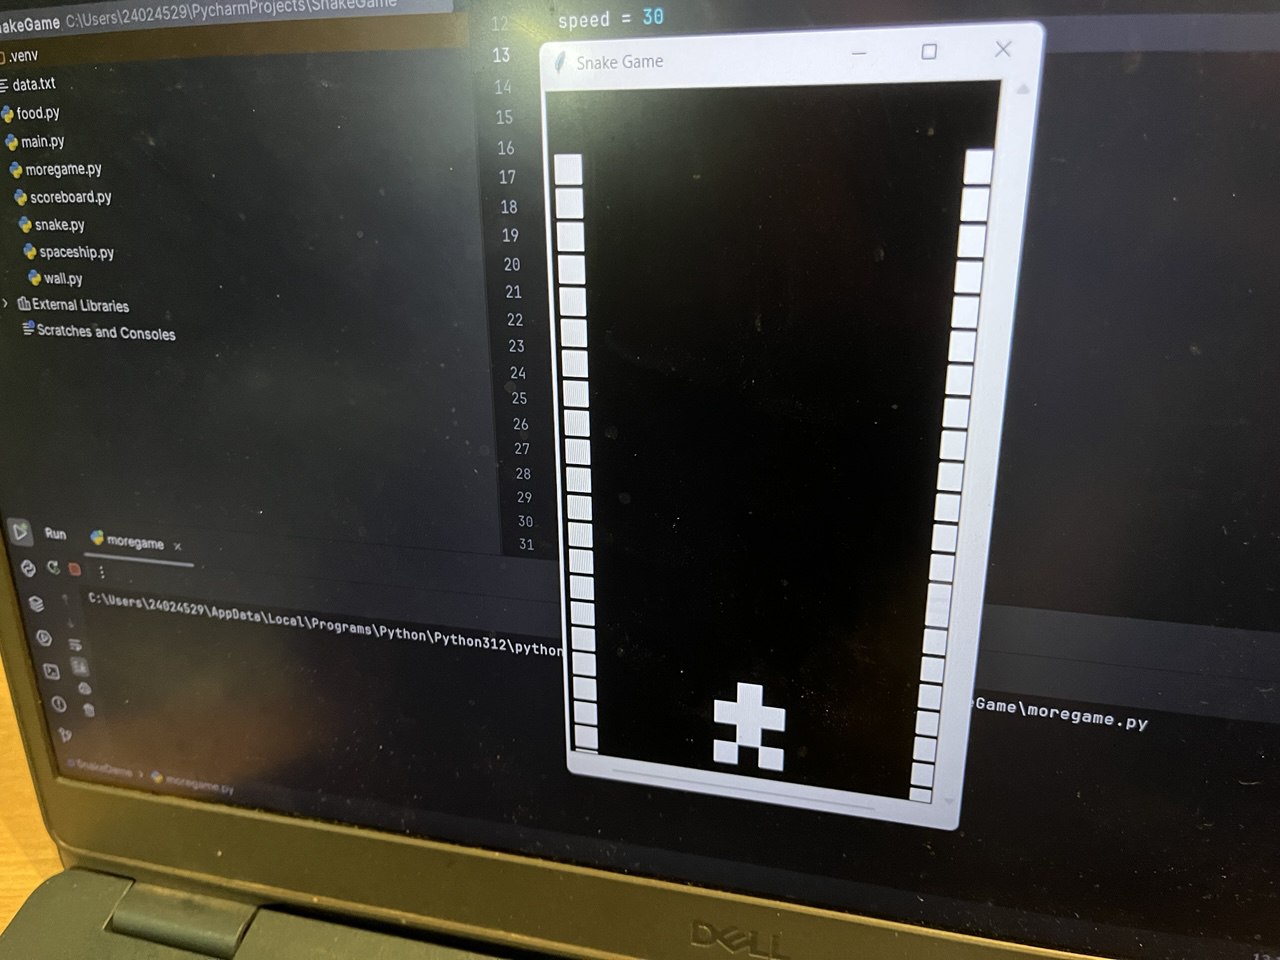 SnakeGame C:\Users\24024529\PycharmProjects\SnakeGame
.venv
data.txt
food.py
main.py
moregame.py
scoreboard.py
snake.py
spaceship.py
wall.py
External Libraries
Scratches and Consoles
12 speed = 30
13
14
15
16
17
18
19
20
21
22
23
24
25
26
27
28
29
30
31
Snake Game
Run moregame
C:\Users\24024529\AppData\Local\Programs\Python\Python312\python
eGame\moregame.py
SnakeGame > moregame.py
DELL